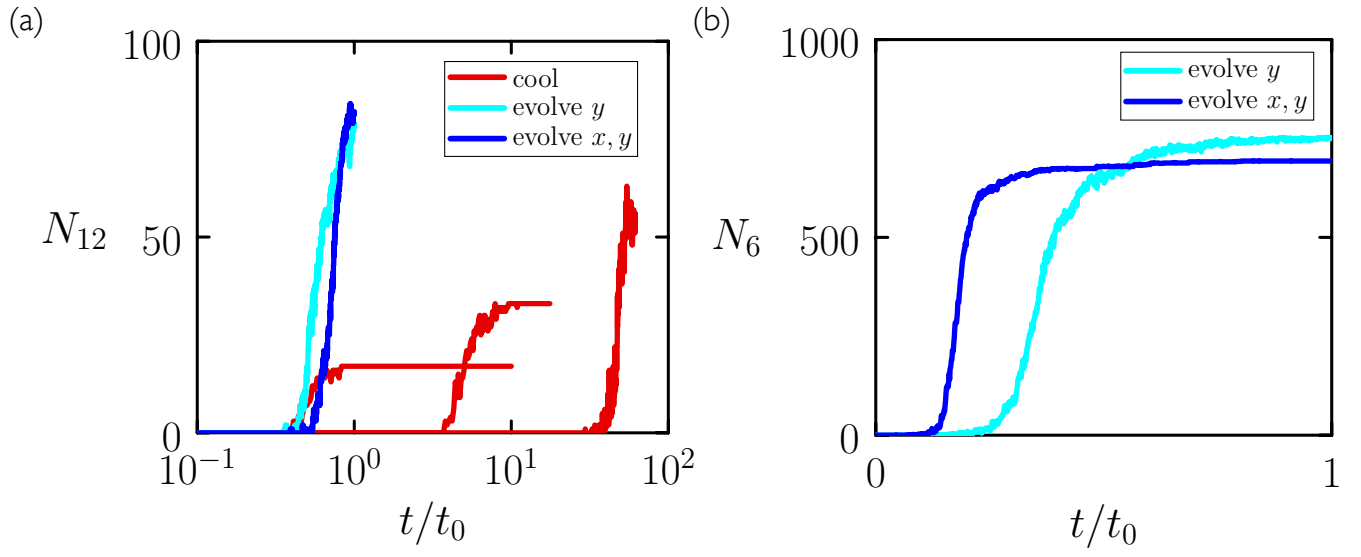 (a)
100
50
0
N₁₂
cool
evolve y
evolve x, y
10⁻¹
10⁰
10¹
10²
t/t₀
(b)
1000
500
0
N₆
evolve y
evolve x, y
0
1
t/t₀